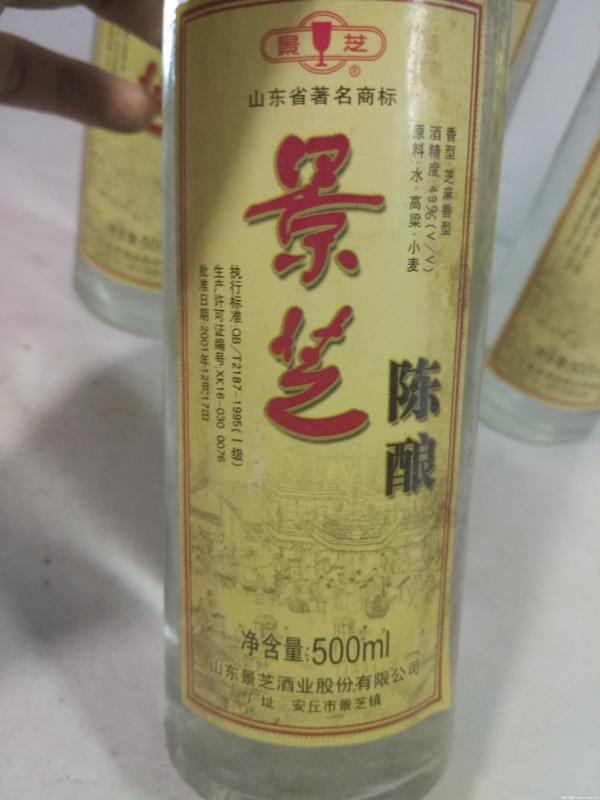 景芝
®
山东省著名商标
香型:芝麻香型
酒精度:49%(V/V)
原料:水、高粱、小麦
景芝
陈酿
执行标准:QB/T2187-1995(Ⅰ级)
生产许可证编号:XK16-030 0076
批准日期:2001年12月17日
净含量:500ml
山东景芝酒业股份有限公司
厂址 安丘市景芝镇